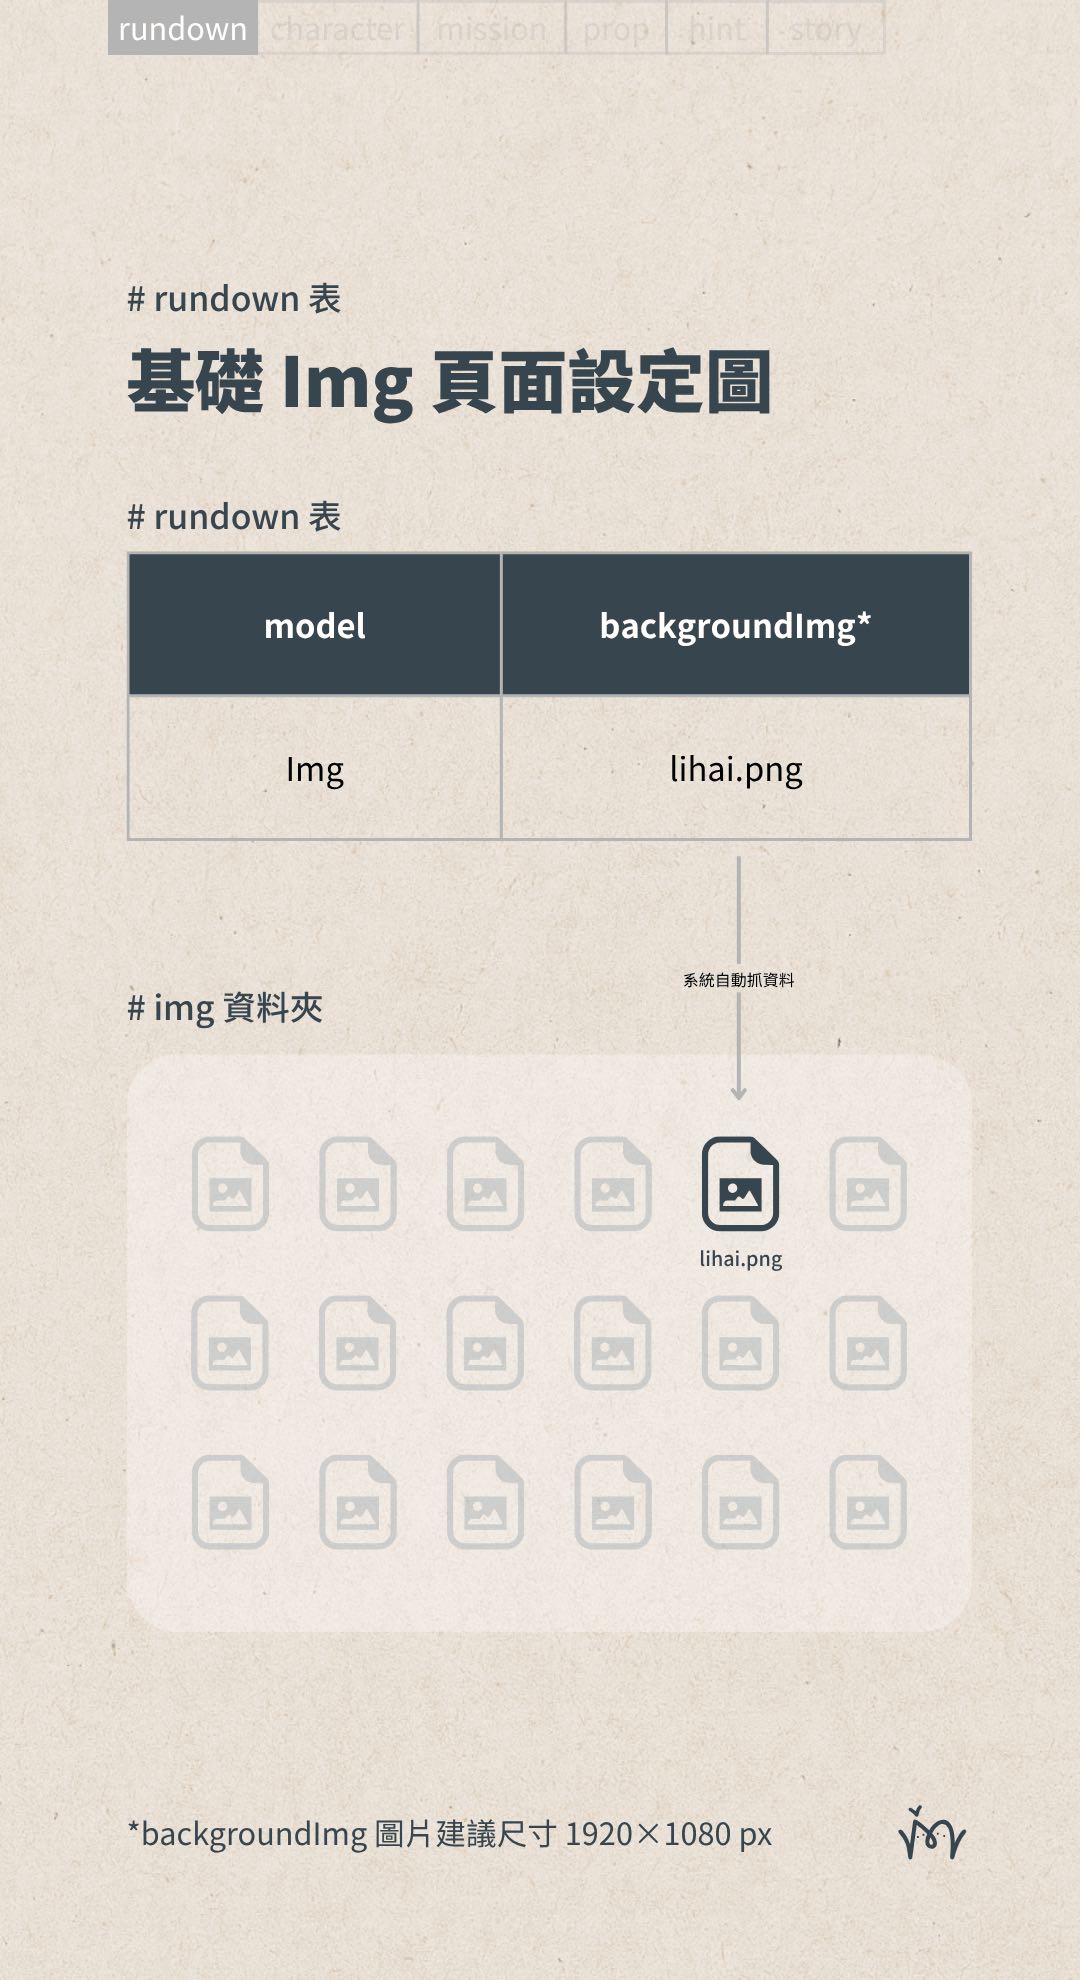 rundown character mission prop hint story
# rundown 表
基礎 Img 頁面設定圖
# rundown 表
model backgroundImg*
Img lihai.png
系統自動抓資料
# img 資料夾
lihai.png
*backgroundImg 圖片建議尺寸 1920×1080 px